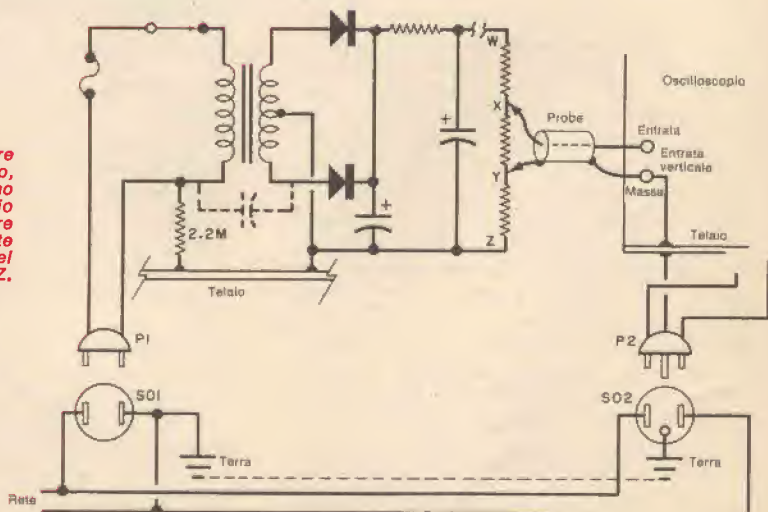 re
o,
no
io
re
te
el
Z.
W
X
Y
Z
+
+
2.2M
Telaio
Probe
Oscilloscopio
Entrata
Entrata
verticale
Massa
Telaio
P1
P2
SO1
SO2
Terra
Terra
Rete